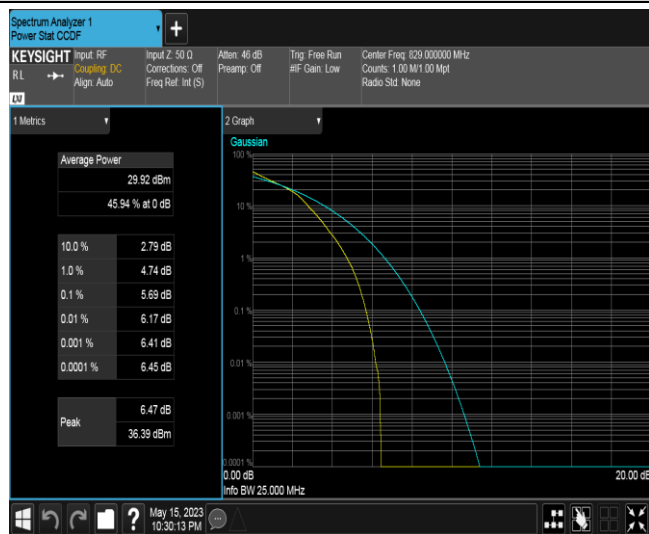 Spectrum Analyzer 1
Power Stat CCDF
+
KEYSIGHT Input: RF Input Z: 50 Ω Atten: 46 dB Trig: Free Run Center Freq: 829.000000 MHz
RL Coupling: DC Corrections: Off Preamp: Off #IF Gain: Low Counts: 1.00 M/1.00 Mpt
Align: Auto Freq Ref: Int (S) Radio Std: None
LXI
1 Metrics
Average Power
29.92 dBm
45.94 % at 0 dB
10.0 % 2.79 dB
1.0 % 4.74 dB
0.1 % 5.69 dB
0.01 % 6.17 dB
0.001 % 6.41 dB
0.0001 % 6.45 dB
Peak 6.47 dB
36.39 dBm
2 Graph
Gaussian
100 %
10 %
1 %
0.1 %
0.01 %
0.001 %
0.0001 %
0.00 dB 20.00 dB
Info BW 25.000 MHz
? May 15, 2023
10:30:13 PM